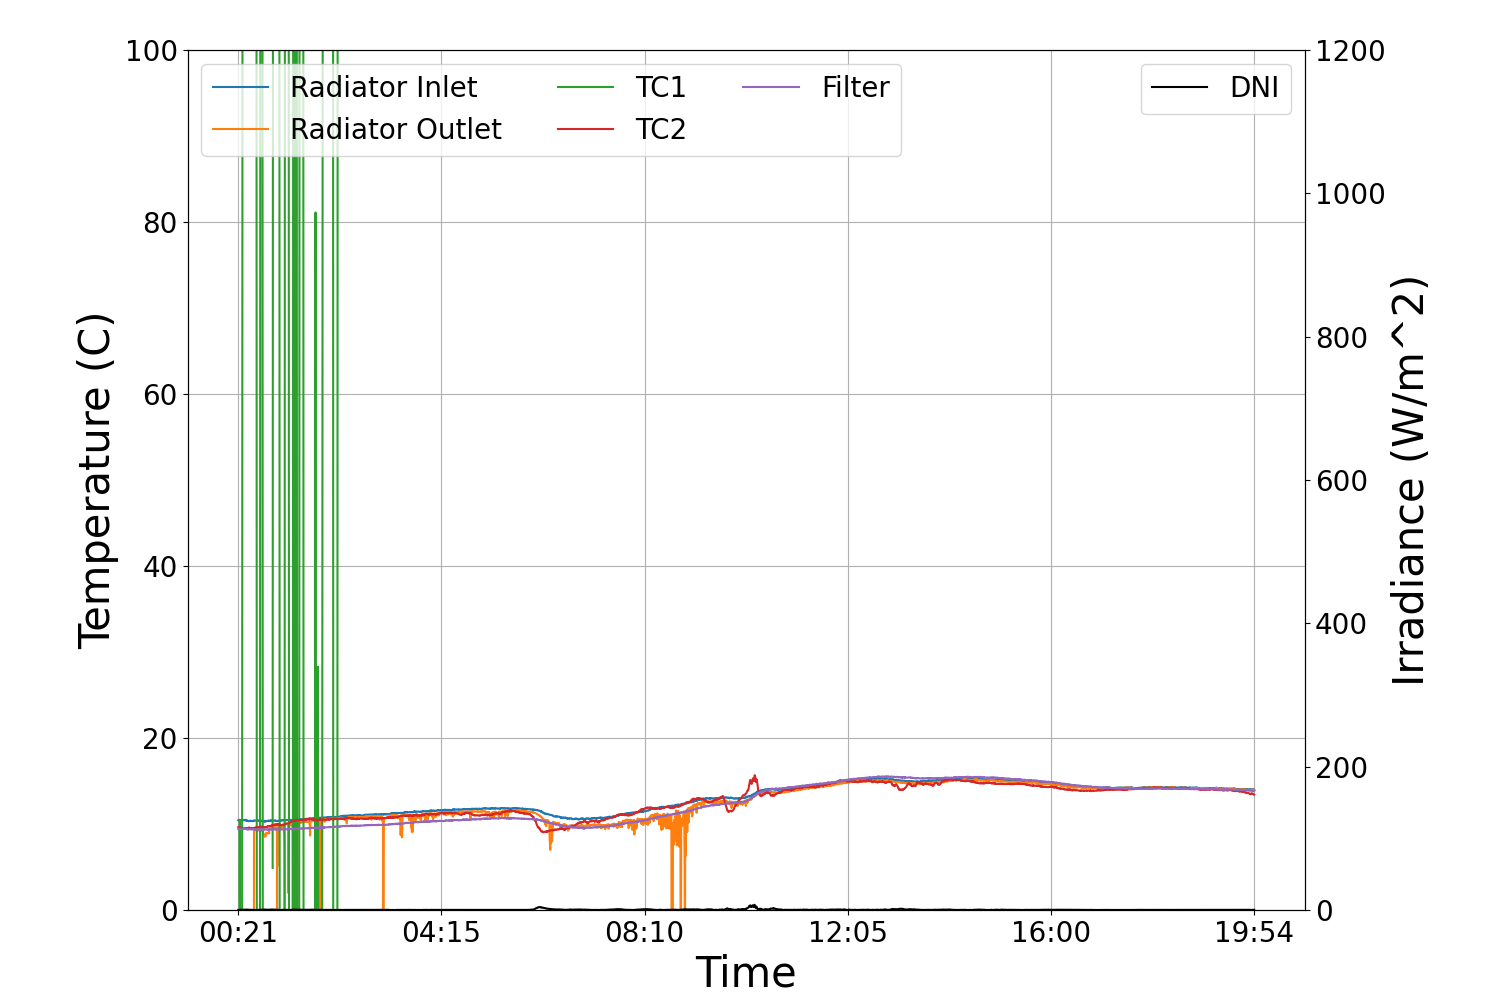 100
80
60
40
20
0
Temperature (C)
Radiator Inlet
Radiator Outlet
TC1
TC2
Filter
DNI
1200
1000
800
600
400
200
0
Irradiance (W/m^2)
00:21
04:15
08:10
12:05
16:00
19:54
Time